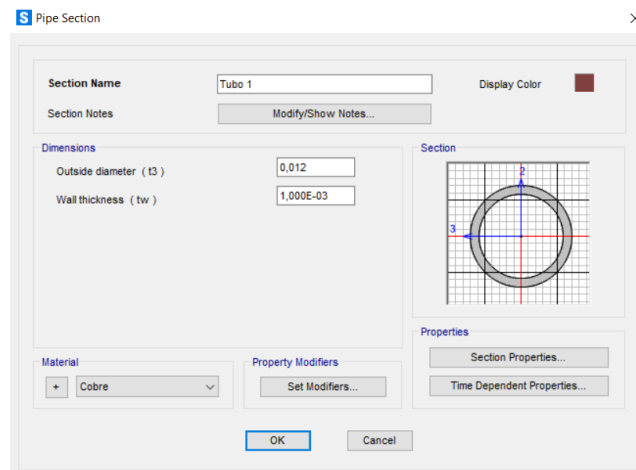 S Pipe Section
Section Name
Tubo 1
Display Color
Section Notes
Modify/Show Notes...
Dimensions
Outside diameter ( t3 )
0,012
Wall thickness ( tw )
1,000E-03
Section
2
3
Properties
Section Properties...
Time Dependent Properties...
Material
+ Cobre
Property Modifiers
Set Modifiers...
OK
Cancel